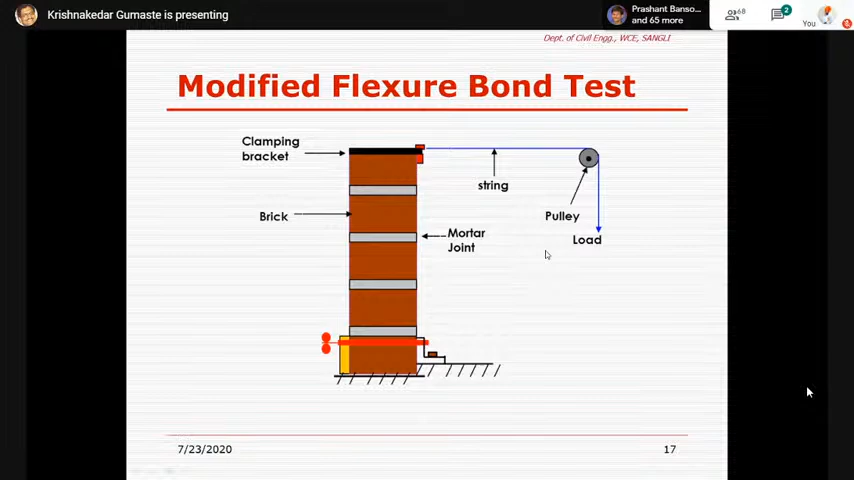 Krishnakedar Gumaste is presenting
Prashant Banso...
and 65 more
68
2
You
Dept. of Civil Engg., WCE, SANGLI
Modified Flexure Bond Test
Clamping
bracket
string
Pulley
Load
Brick
Mortar
Joint
7/23/2020
17